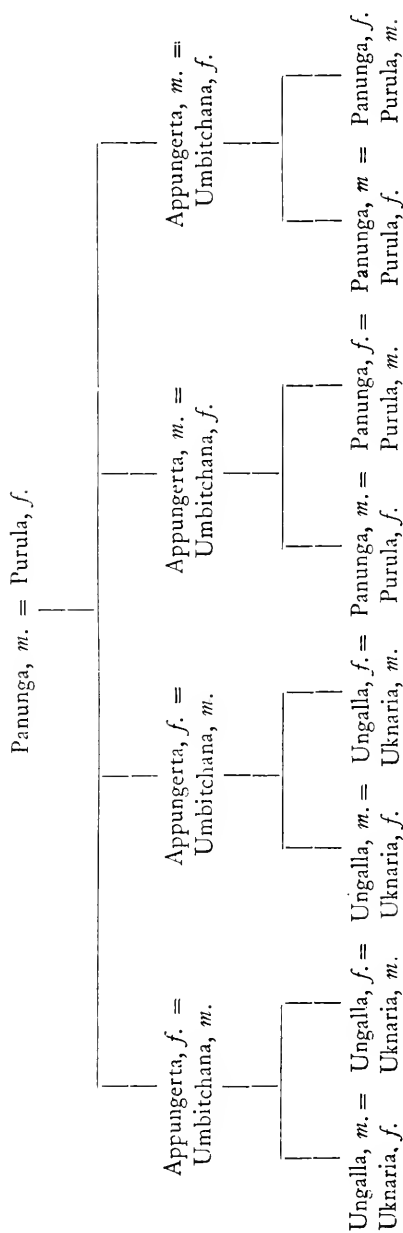 Panunga, m. = Purula, f.
Appungerta, f. =
Umbitchana, m.
Appungerta, f. =
Umbitchana, m.
Appungerta, m. =
Umbitchana, f.
Appungerta, m. =
Umbitchana, f.
Ungalla, m. =
Uknaria, f.
Ungalla, f. =
Uknaria, m.
Ungalla, m. =
Uknaria, f.
Ungalla, f. =
Uknaria, m.
Panunga, m. =
Purula, f.
Panunga, f. =
Purula, m.
Panunga, m =
Purula, f.
Panunga, f.
Purula, m.